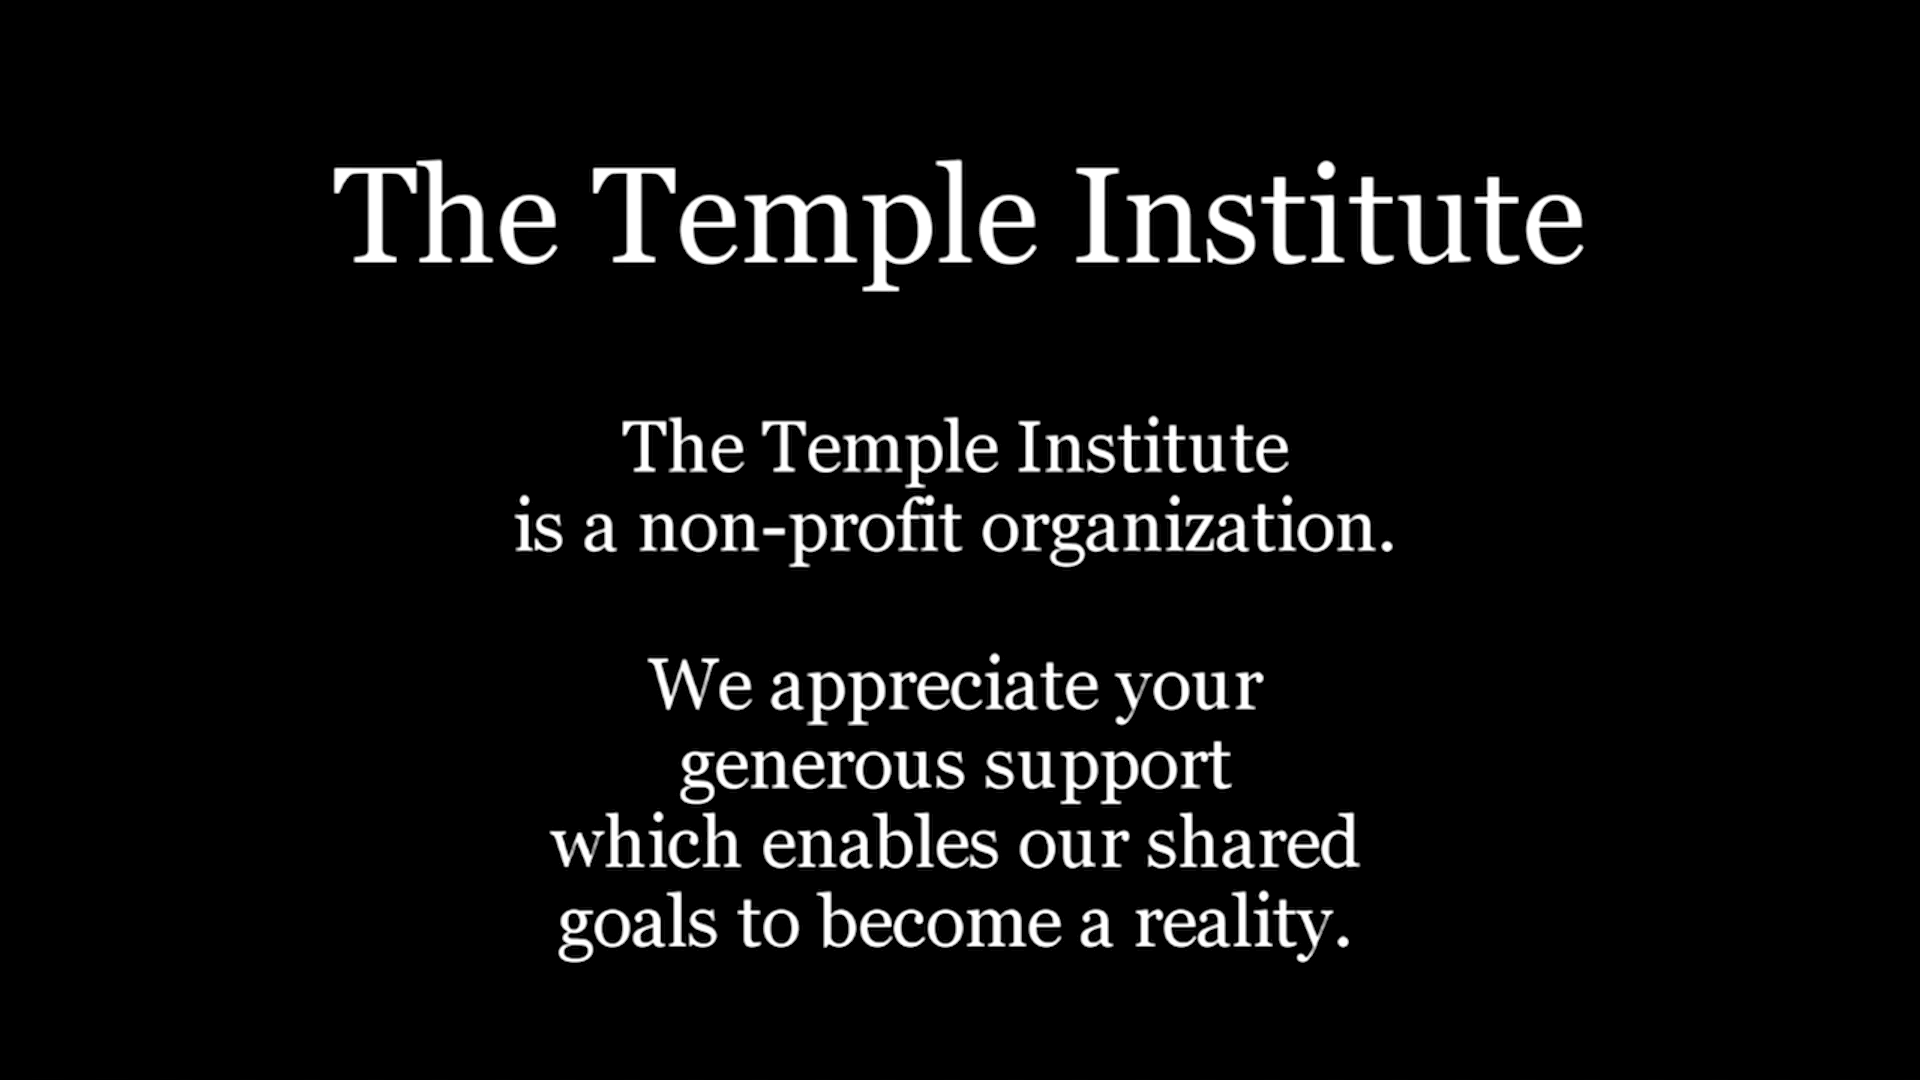 The Temple Institute
The Temple Institute
is a non-profit organization.
We appreciate your
generous support
which enables our shared
goals to become a reality.